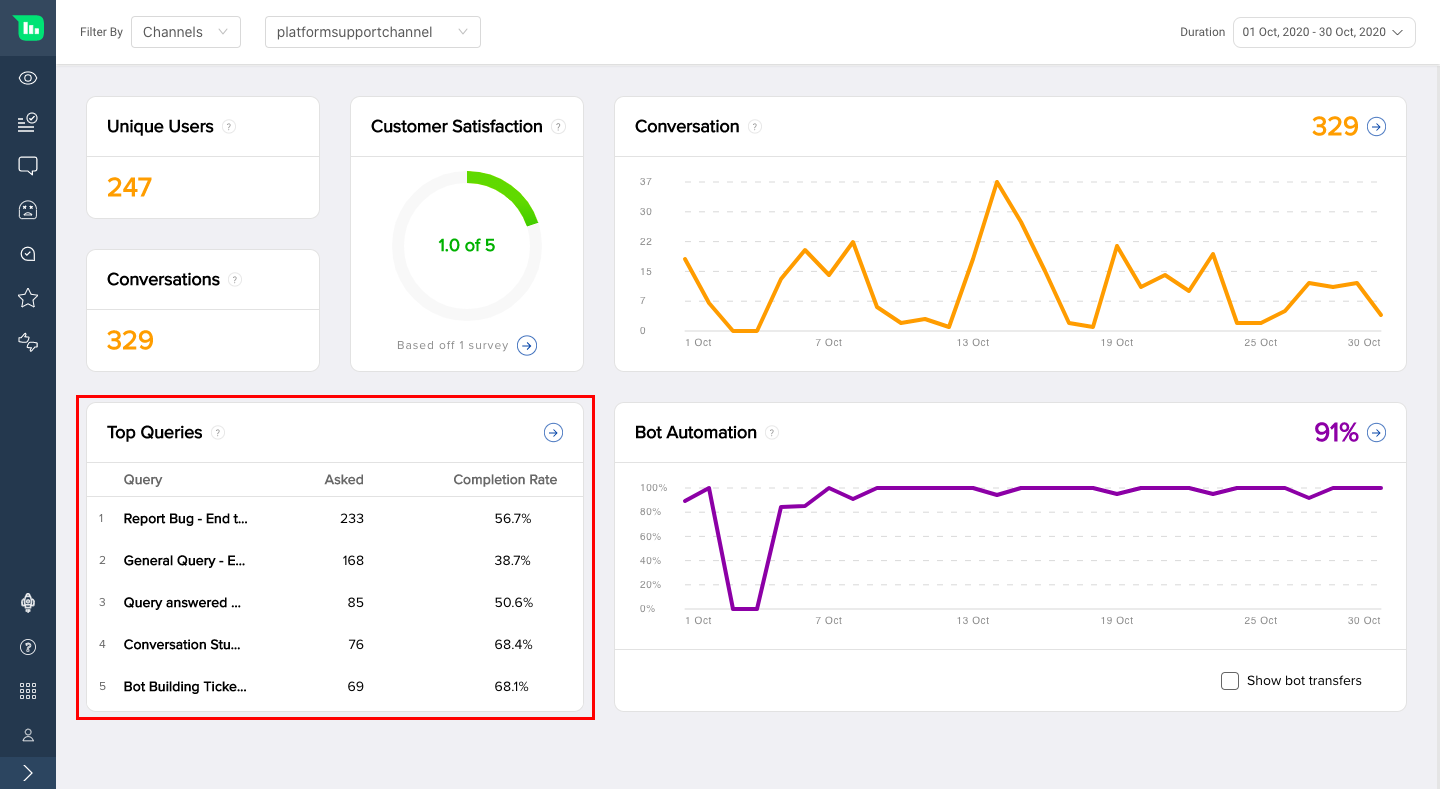 Filter By Channels platformsupportchannel Duration 01 Oct, 2020 - 30 Oct, 2020
Unique Users ?
247
Conversations ?
329
Customer Satisfaction ?
1.0 of 5
Based off 1 survey
Conversation ? 329
37
30
22
15
7
0
1 Oct 7 Oct 13 Oct 19 Oct 25 Oct 30 Oct
Top Queries ?
Query Asked Completion Rate
1 Report Bug - End t... 233 56.7%
2 General Query - E... 168 38.7%
3 Query answered ... 85 50.6%
4 Conversation Stu... 76 68.4%
5 Bot Building Ticke... 69 68.1%
Bot Automation ? 91%
100%
80%
60%
40%
20%
0%
1 Oct 7 Oct 13 Oct 19 Oct 25 Oct 30 Oct
Show bot transfers
?